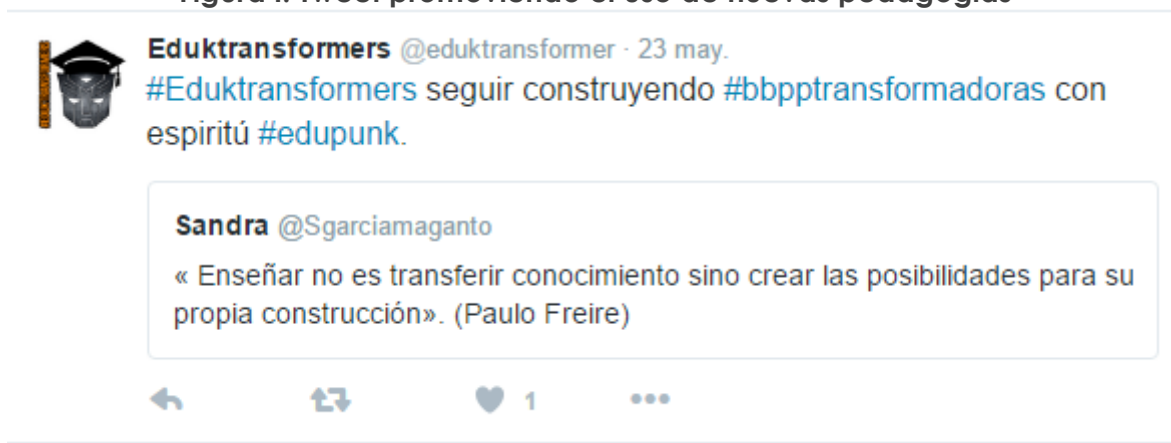 Eduktransformers @eduktransformer · 23 may.
#Eduktransformers seguir construyendo #bbpptransformadoras con
espiritú #edupunk.
Sandra @Sgarciamaganto
« Enseñar no es transferir conocimiento sino crear las posibilidades para su
propia construcción». (Paulo Freire)
1